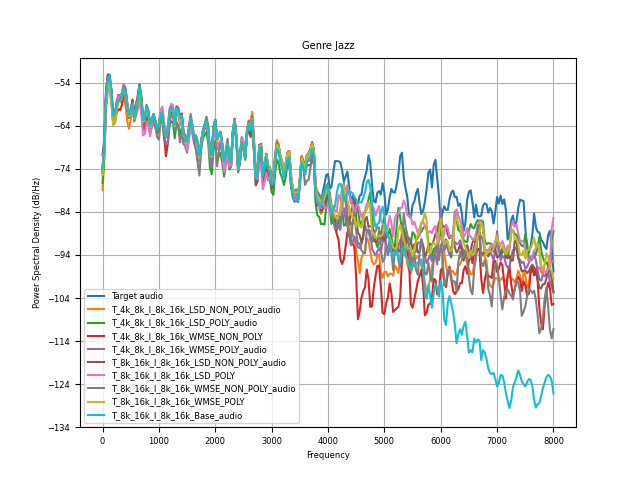 Genre Jazz
Power Spectral Density (dB/Hz)
−54
−64
−74
−84
−94
−104
−114
−124
−134
Target audio
T_4k_8k_I_8k_16k_LSD_NON_POLY_audio
T_4k_8k_I_8k_16k_LSD_POLY_audio
T_4k_8k_I_8k_16k_WMSE_NON_POLY
T_4k_8k_I_8k_16k_WMSE_POLY_audio
T_8k_16k_I_8k_16k_LSD_NON_POLY_audio
T_8k_16k_I_8k_16k_LSD_POLY
T_8k_16k_I_8k_16k_WMSE_NON_POLY_audio
T_8k_16k_I_8k_16k_WMSE_POLY
T_8k_16k_I_8k_16k_Base_audio
0 1000 2000 3000 4000 5000 6000 7000 8000
Frequency